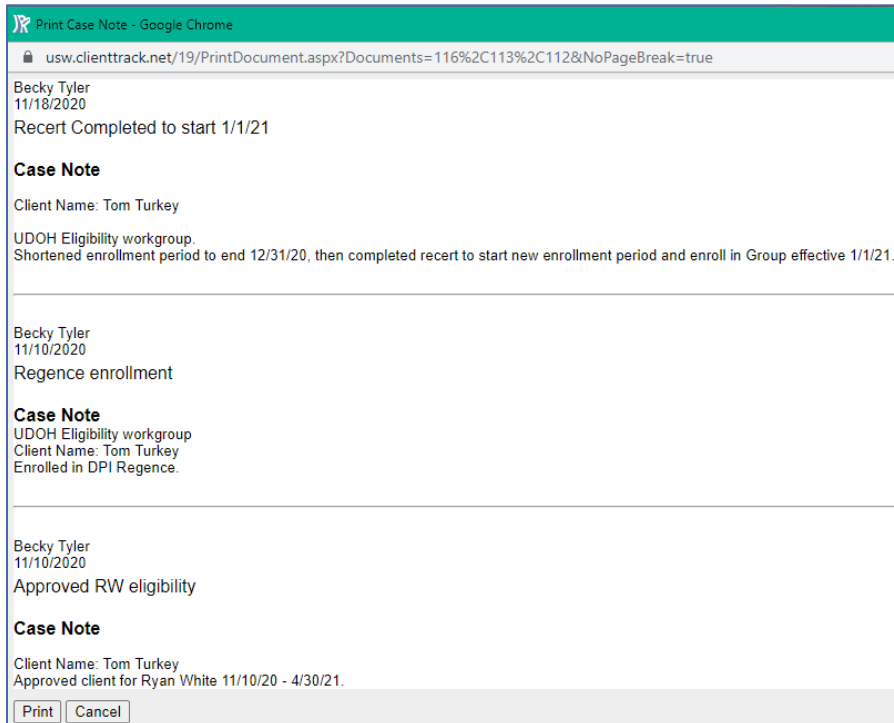 Print Case Note - Google Chrome
usw.clienttrack.net/19/PrintDocument.aspx?Documents=116%2C113%2C112&NoPageBreak=true
Becky Tyler
11/18/2020
Recert Completed to start 1/1/21
Case Note
Client Name: Tom Turkey
UDOH Eligibility workgroup.
Shortened enrollment period to end 12/31/20, then completed recert to start new enrollment period and enroll in Group effective 1/1/21.
Becky Tyler
11/10/2020
Regence enrollment
Case Note
UDOH Eligibility workgroup
Client Name: Tom Turkey
Enrolled in DPI Regence.
Becky Tyler
11/10/2020
Approved RW eligibility
Case Note
Client Name: Tom Turkey
Approved client for Ryan White 11/10/20 - 4/30/21.
Print Cancel